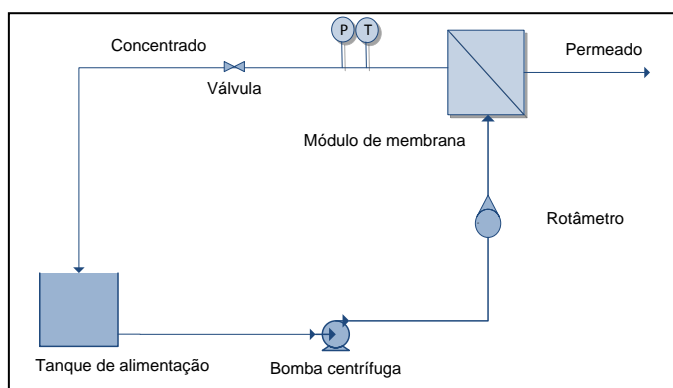 P T
Concentrado
Permeado
Válvula
Módulo de membrana
Rotâmetro
Tanque de alimentação
Bomba centrífuga